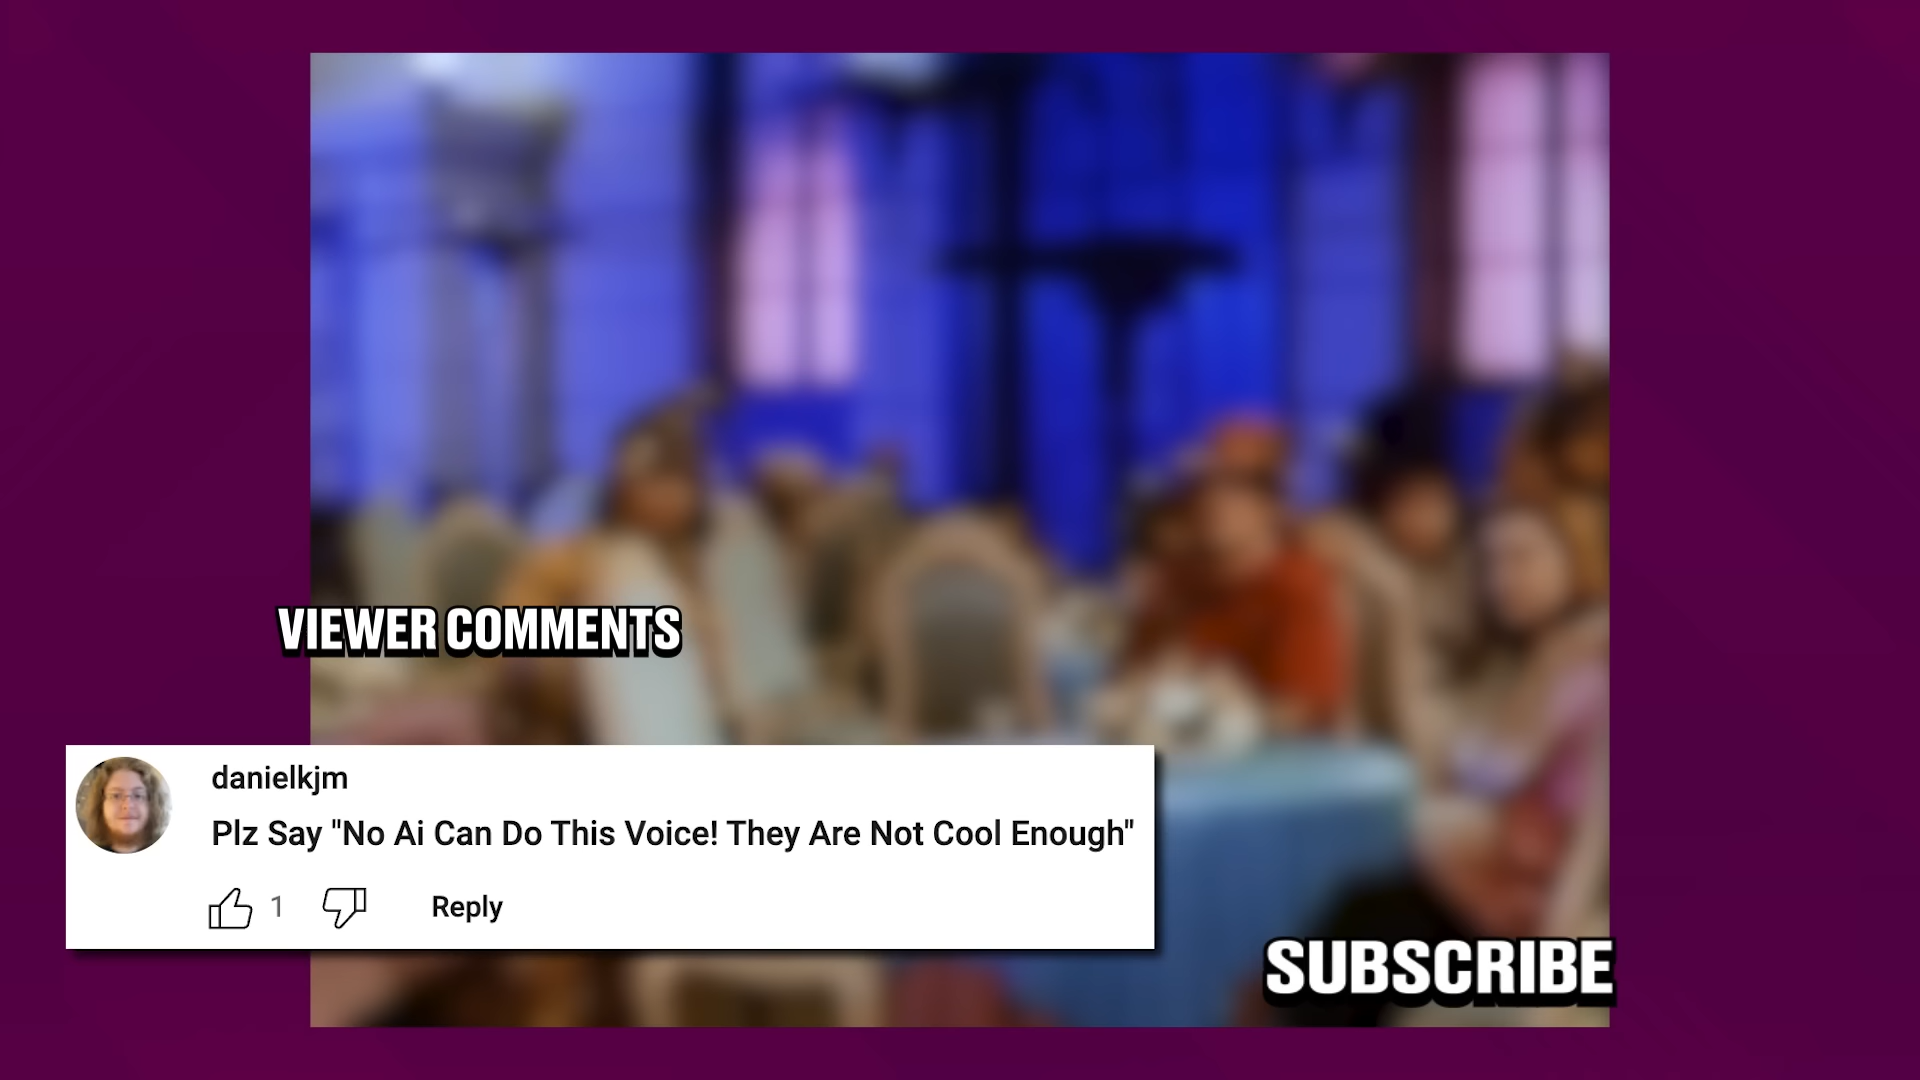 VIEWER COMMENTS
danielkjm
Plz Say "No Ai Can Do This Voice! They Are Not Cool Enough"
1 Reply
SUBSCRIBE